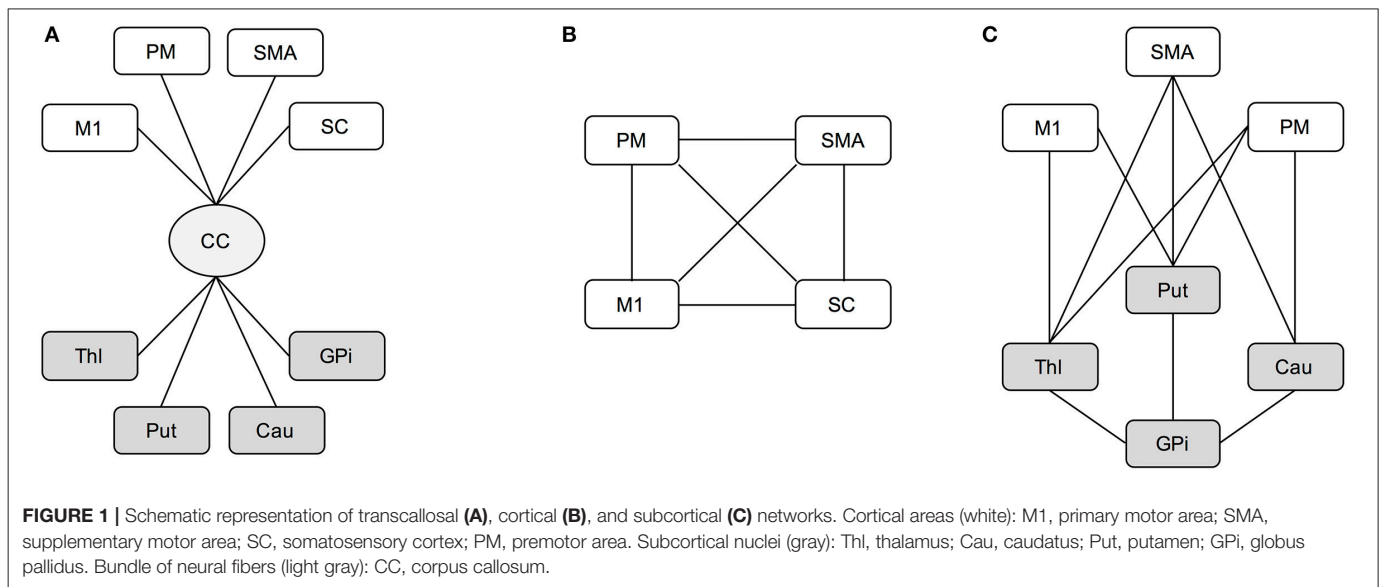 A
PM
SMA
M1
SC
CC
Thl
GPi
Put
Cau
B
PM
SMA
M1
SC
C
SMA
M1
PM
Put
Thl
Cau
GPi
FIGURE 1 | Schematic representation of transcallosal (A), cortical (B), and subcortical (C) networks. Cortical areas (white): M1, primary motor area; SMA,
supplementary motor area; SC, somatosensory cortex; PM, premotor area. Subcortical nuclei (gray): Thl, thalamus; Cau, caudatus; Put, putamen; GPi, globus
pallidus. Bundle of neural fibers (light gray): CC, corpus callosum.